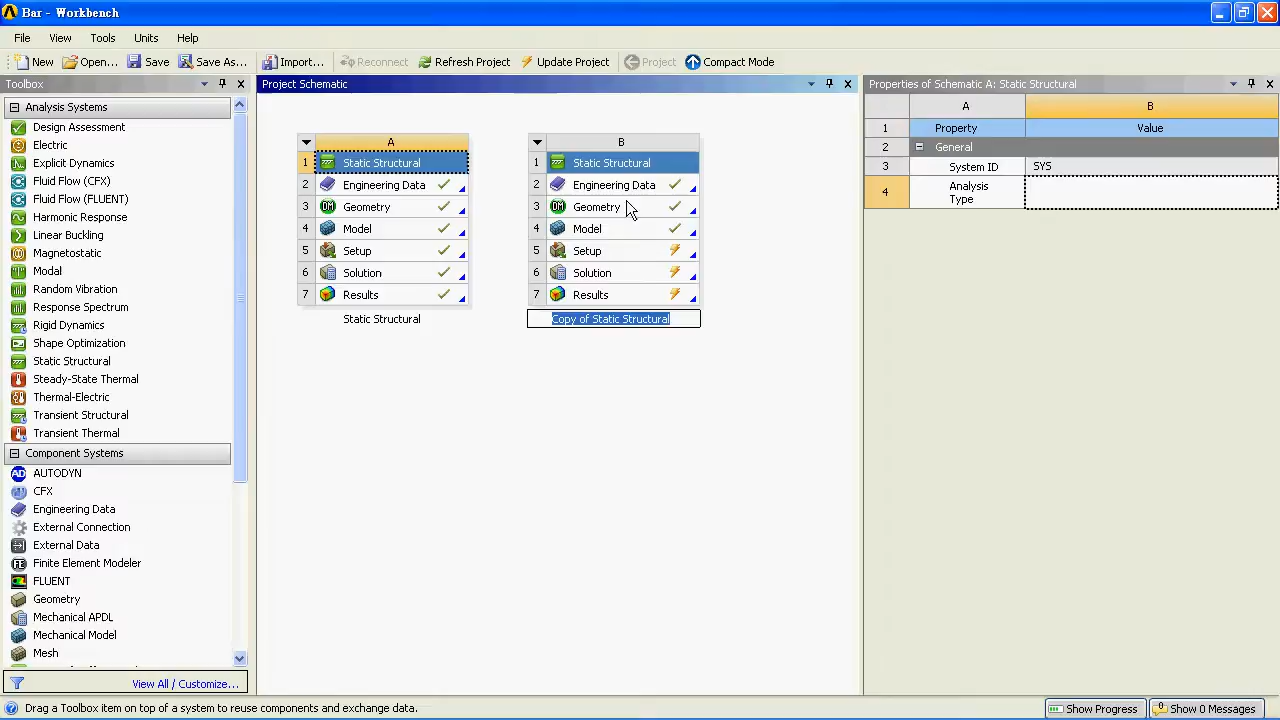 Bar - Workbench
File View Tools Units Help
New Open... Save Save As... Import... Reconnect Refresh Project Update Project Project Compact Mode
Toolbox
Analysis Systems
Design Assessment
Electric
Explicit Dynamics
Fluid Flow (CFX)
Fluid Flow (FLUENT)
Harmonic Response
Linear Buckling
Magnetostatic
Modal
Random Vibration
Response Spectrum
Rigid Dynamics
Shape Optimization
Static Structural
Steady-State Thermal
Thermal-Electric
Transient Structural
Transient Thermal
Component Systems
AUTODYN
CFX
Engineering Data
External Connection
External Data
Finite Element Modeler
FLUENT
Geometry
Mechanical APDL
Mechanical Model
Mesh
View All / Customize...
Project Schematic
A
1 Static Structural
2 Engineering Data
3 Geometry
4 Model
5 Setup
6 Solution
7 Results
Static Structural
B
1 Static Structural
2 Engineering Data
3 Geometry
4 Model
5 Setup
6 Solution
7 Results
Copy of Static Structural
Properties of Schematic A: Static Structural
A B
1 Property Value
2 General
3 System ID SYS
4 Analysis
Type
Drag a Toolbox item on top of a system to reuse components and exchange data.
Show Progress Show 0 Messages